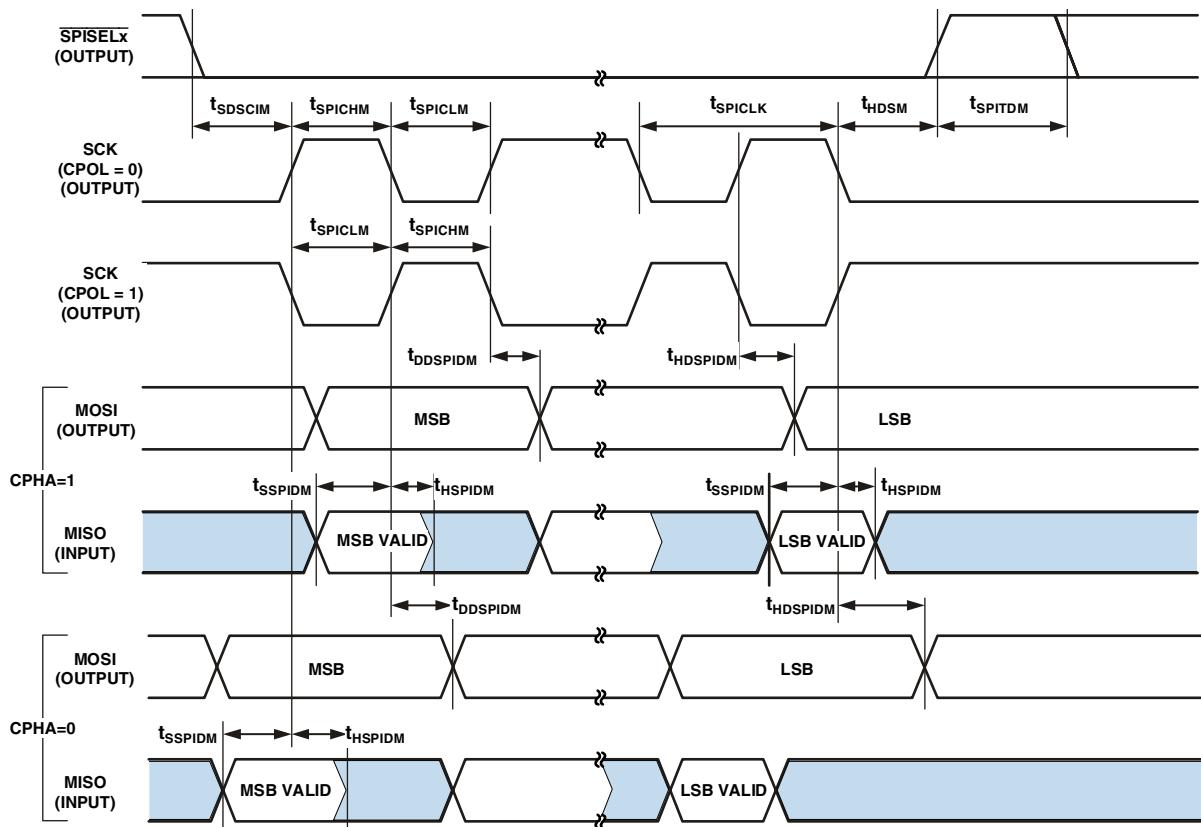 SPISELx
(OUTPUT)
tSDSCIM tSPICHM tSPICLM tSPICLK tHDSM tSPITDM
SCK
(CPOL = 0)
(OUTPUT)
tSPICLM tSPICHM
SCK
(CPOL = 1)
(OUTPUT)
tDDSPIDM tHDSPIDM
CPHA=1
MOSI
(OUTPUT)
MSB LSB
tSSPIDM tHSPIDM tSSPIDM tHSPIDM
MISO
(INPUT)
MSB VALID LSB VALID
tDDSPIDM tHDSPIDM
CPHA=0
MOSI
(OUTPUT)
MSB LSB
tSSPIDM tHSPIDM
MISO
(INPUT)
MSB VALID LSB VALID